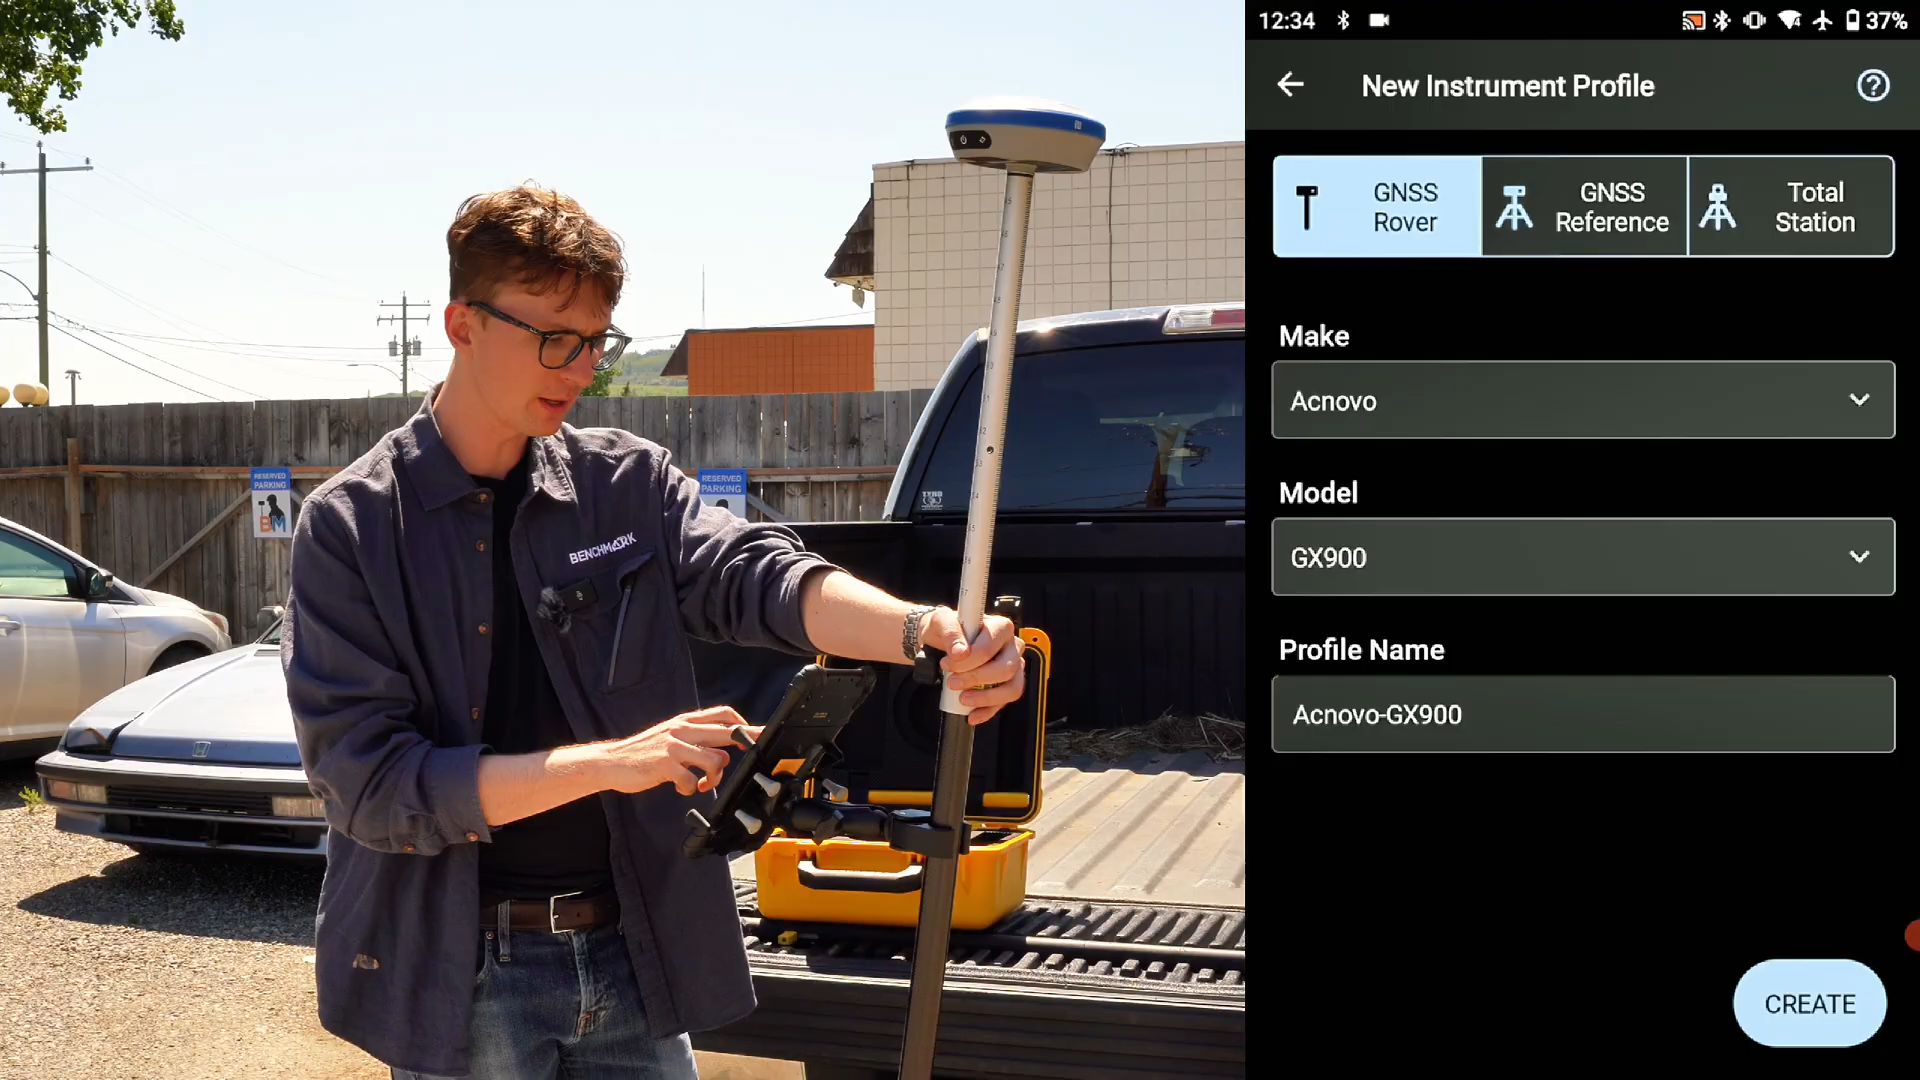 12:34
37%
New Instrument Profile
GNSS
Rover
GNSS
Reference
Total
Station
Make
Acnovo
Model
GX900
Profile Name
Acnovo-GX900
CREATE
RESERVED
PARKING
BM
RESERVED
PARKING
BENCHMARK